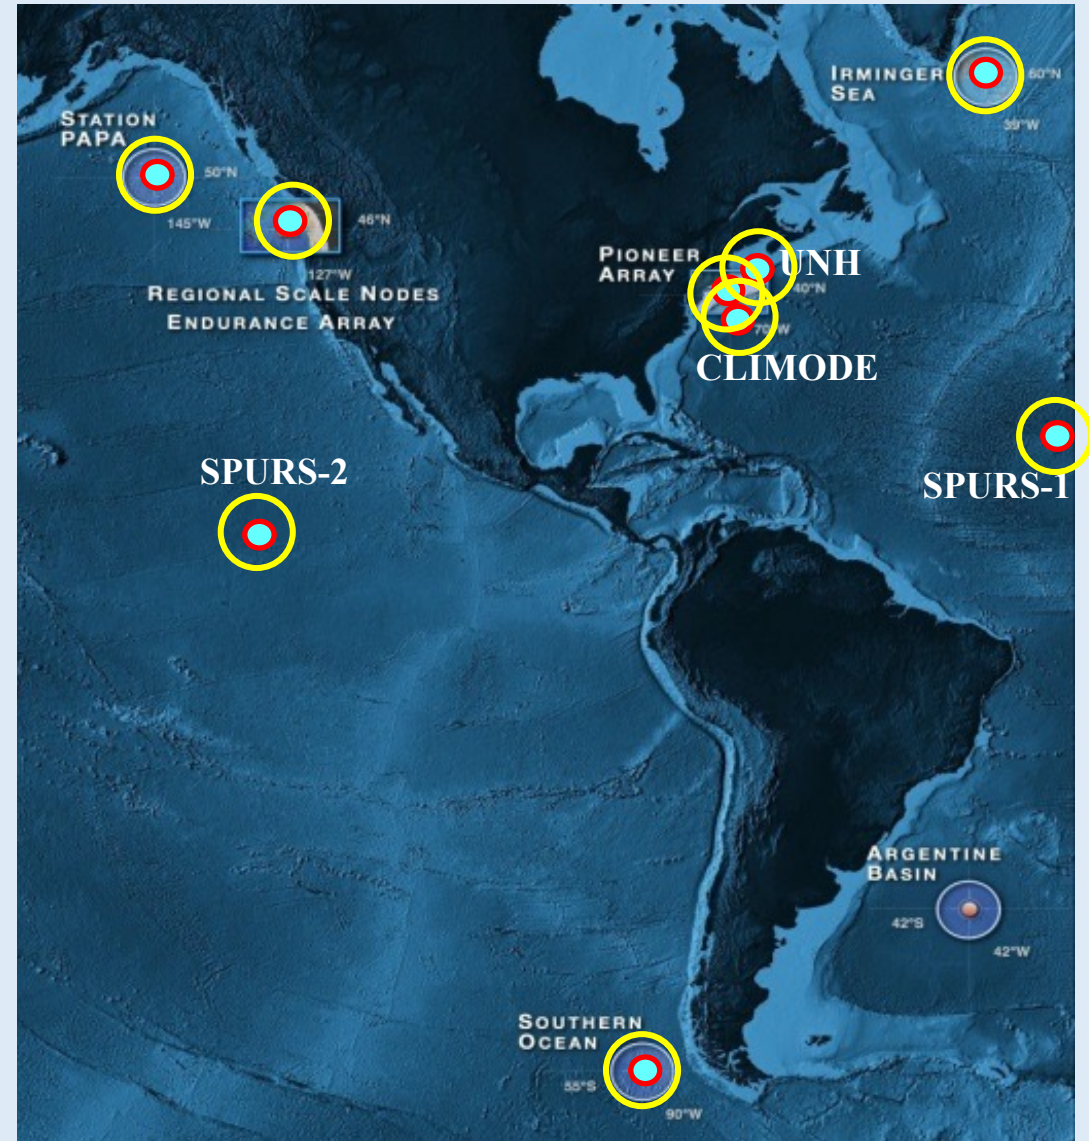 IRMINGER
SEA
60°N
39°W
STATION
PAPA
50°N
145°W
46°N
127°W
REGIONAL SCALE NODES
ENDURANCE ARRAY
PIONEER
ARRAY
UNH
40°N
70°W
CLIMODE
SPURS-2
SPURS-1
ARGENTINE
BASIN
42°S
42°W
SOUTHERN
OCEAN
55°S
90°W